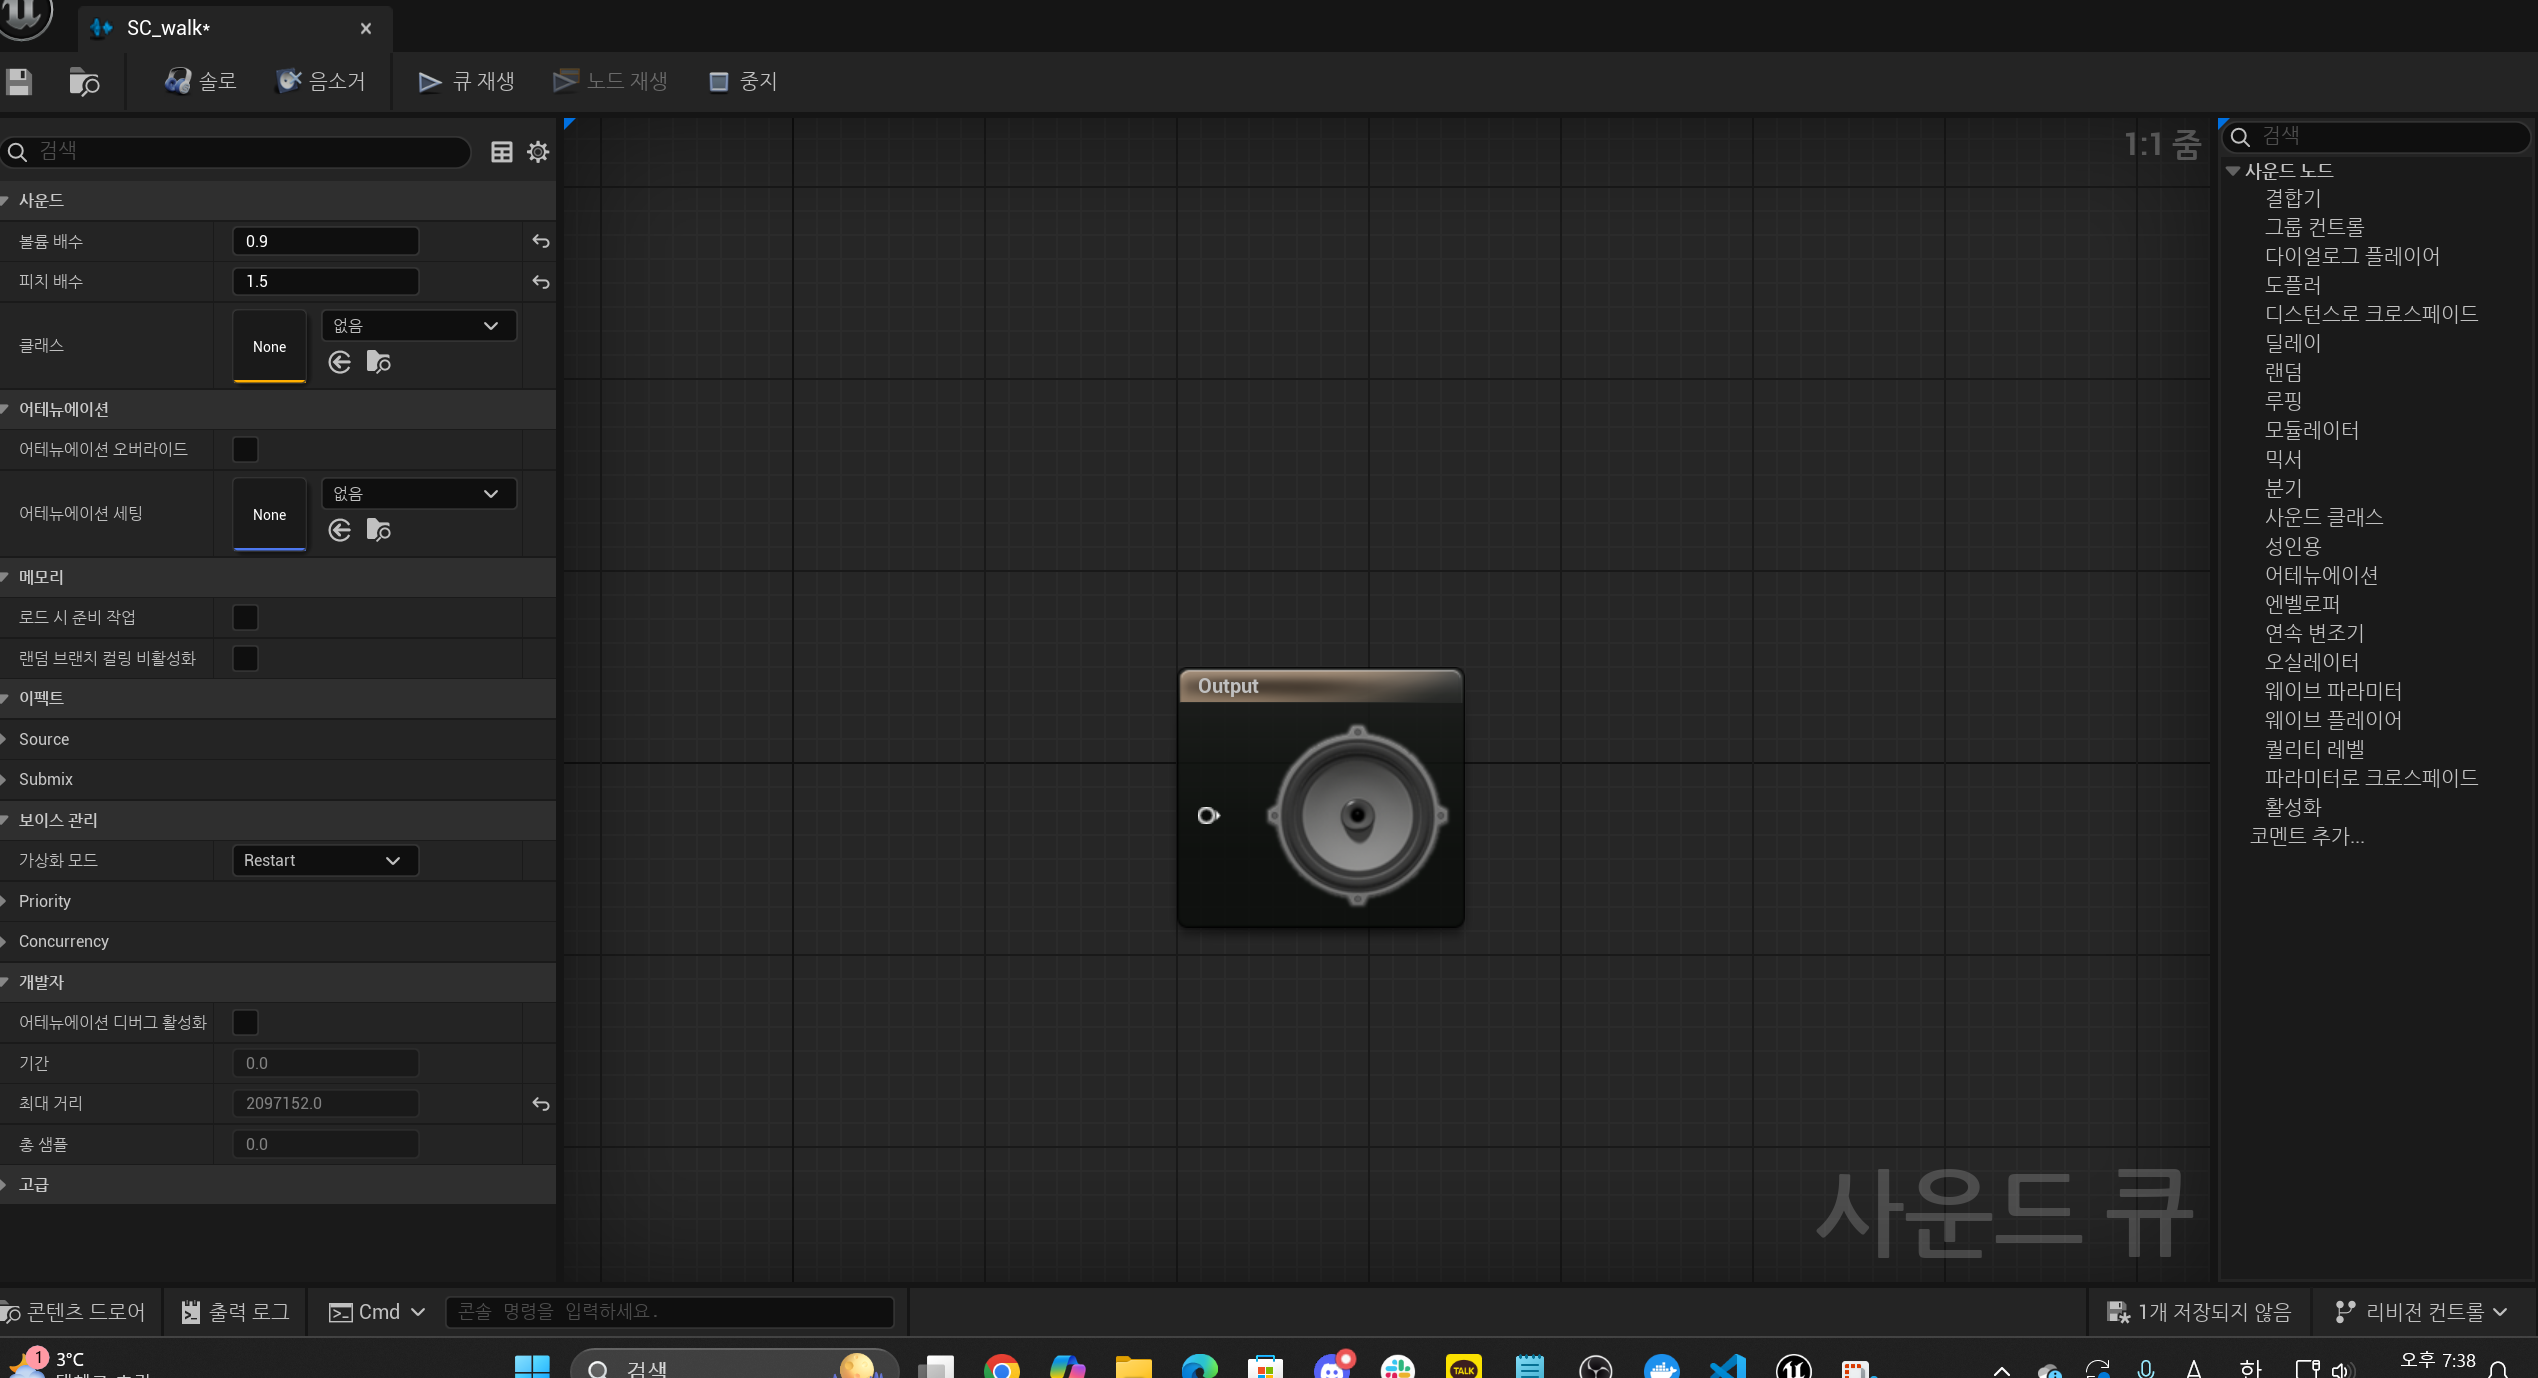 SC_walk*
솔로
음소거
큐 재생
노드 재생
중지
검색
사운드
볼륨 배수
0.9
피치 배수
1.5
클래스
None
없음
어테뉴에이션
어테뉴에이션 오버라이드
어테뉴에이션 세팅
None
없음
메모리
로드 시 준비 작업
랜덤 브랜치 컬링 비활성화
이펙트
Source
Submix
보이스 관리
가상화 모드
Restart
Priority
Concurrency
개발자
어테뉴에이션 디버그 활성화
기간
0.0
최대 거리
2097152.0
총 샘플
0.0
고급
1:1 줌
Output
사운드 큐
검색
사운드 노드
결합기
그룹 컨트롤
다이얼로그 플레이어
도플러
디스턴스로 크로스페이드
딜레이
랜덤
루핑
모듈레이터
믹서
분기
사운드 클래스
성인용
어테뉴에이션
엔벨로퍼
연속 변조기
오실레이터
웨이브 파라미터
웨이브 플레이어
퀄리티 레벨
파라미터로 크로스페이드
활성화
코멘트 추가...
콘텐츠 드로어
출력 로그
Cmd
콘솔 명령을 입력하세요.
1개 저장되지 않음
리비전 컨트롤
1
3°C
검색
TALK
A
한
오후 7:38